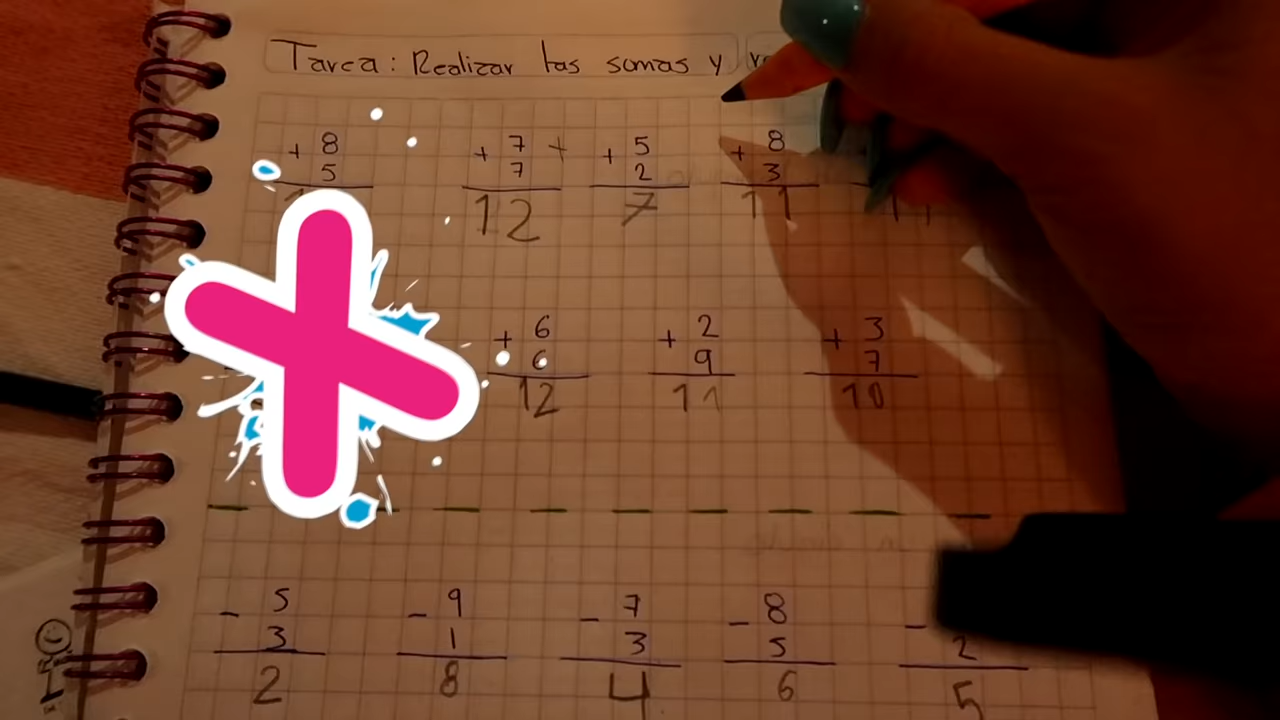 Tarea: Realizar las sumas y
+ 8 + 7 + + 5 + 8
5 7 2 3
12 7 11 11
+ 6 + 2 + 3
6 9 7
12 11 10
- 5 - 9 - 7 - 8 -
3 1 3 5 2
2 8 4 6 5